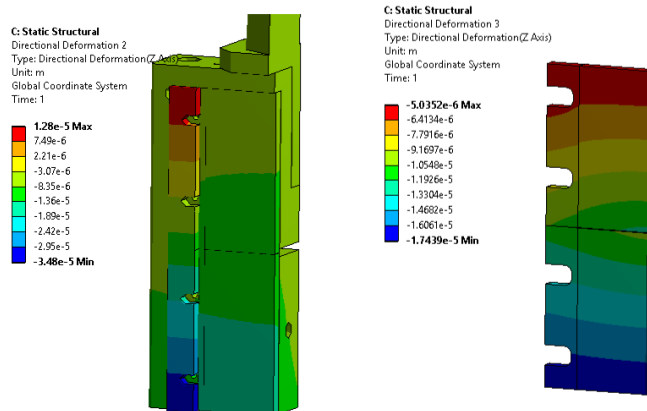 C: Static Structural
Directional Deformation 2
Type: Directional Deformation(Z Axis)
Unit: m
Global Coordinate System
Time: 1
1.28e-5 Max
7.49e-6
2.21e-6
-3.07e-6
-8.35e-6
-1.36e-5
-1.89e-5
-2.42e-5
-2.95e-5
-3.48e-5 Min
C: Static Structural
Directional Deformation 3
Type: Directional Deformation(Z Axis)
Unit: m
Global Coordinate System
Time: 1
-5.0352e-6 Max
-6.4134e-6
-7.7916e-6
-9.1697e-6
-1.0548e-5
-1.1926e-5
-1.3304e-5
-1.4682e-5
-1.6061e-5
-1.7439e-5 Min